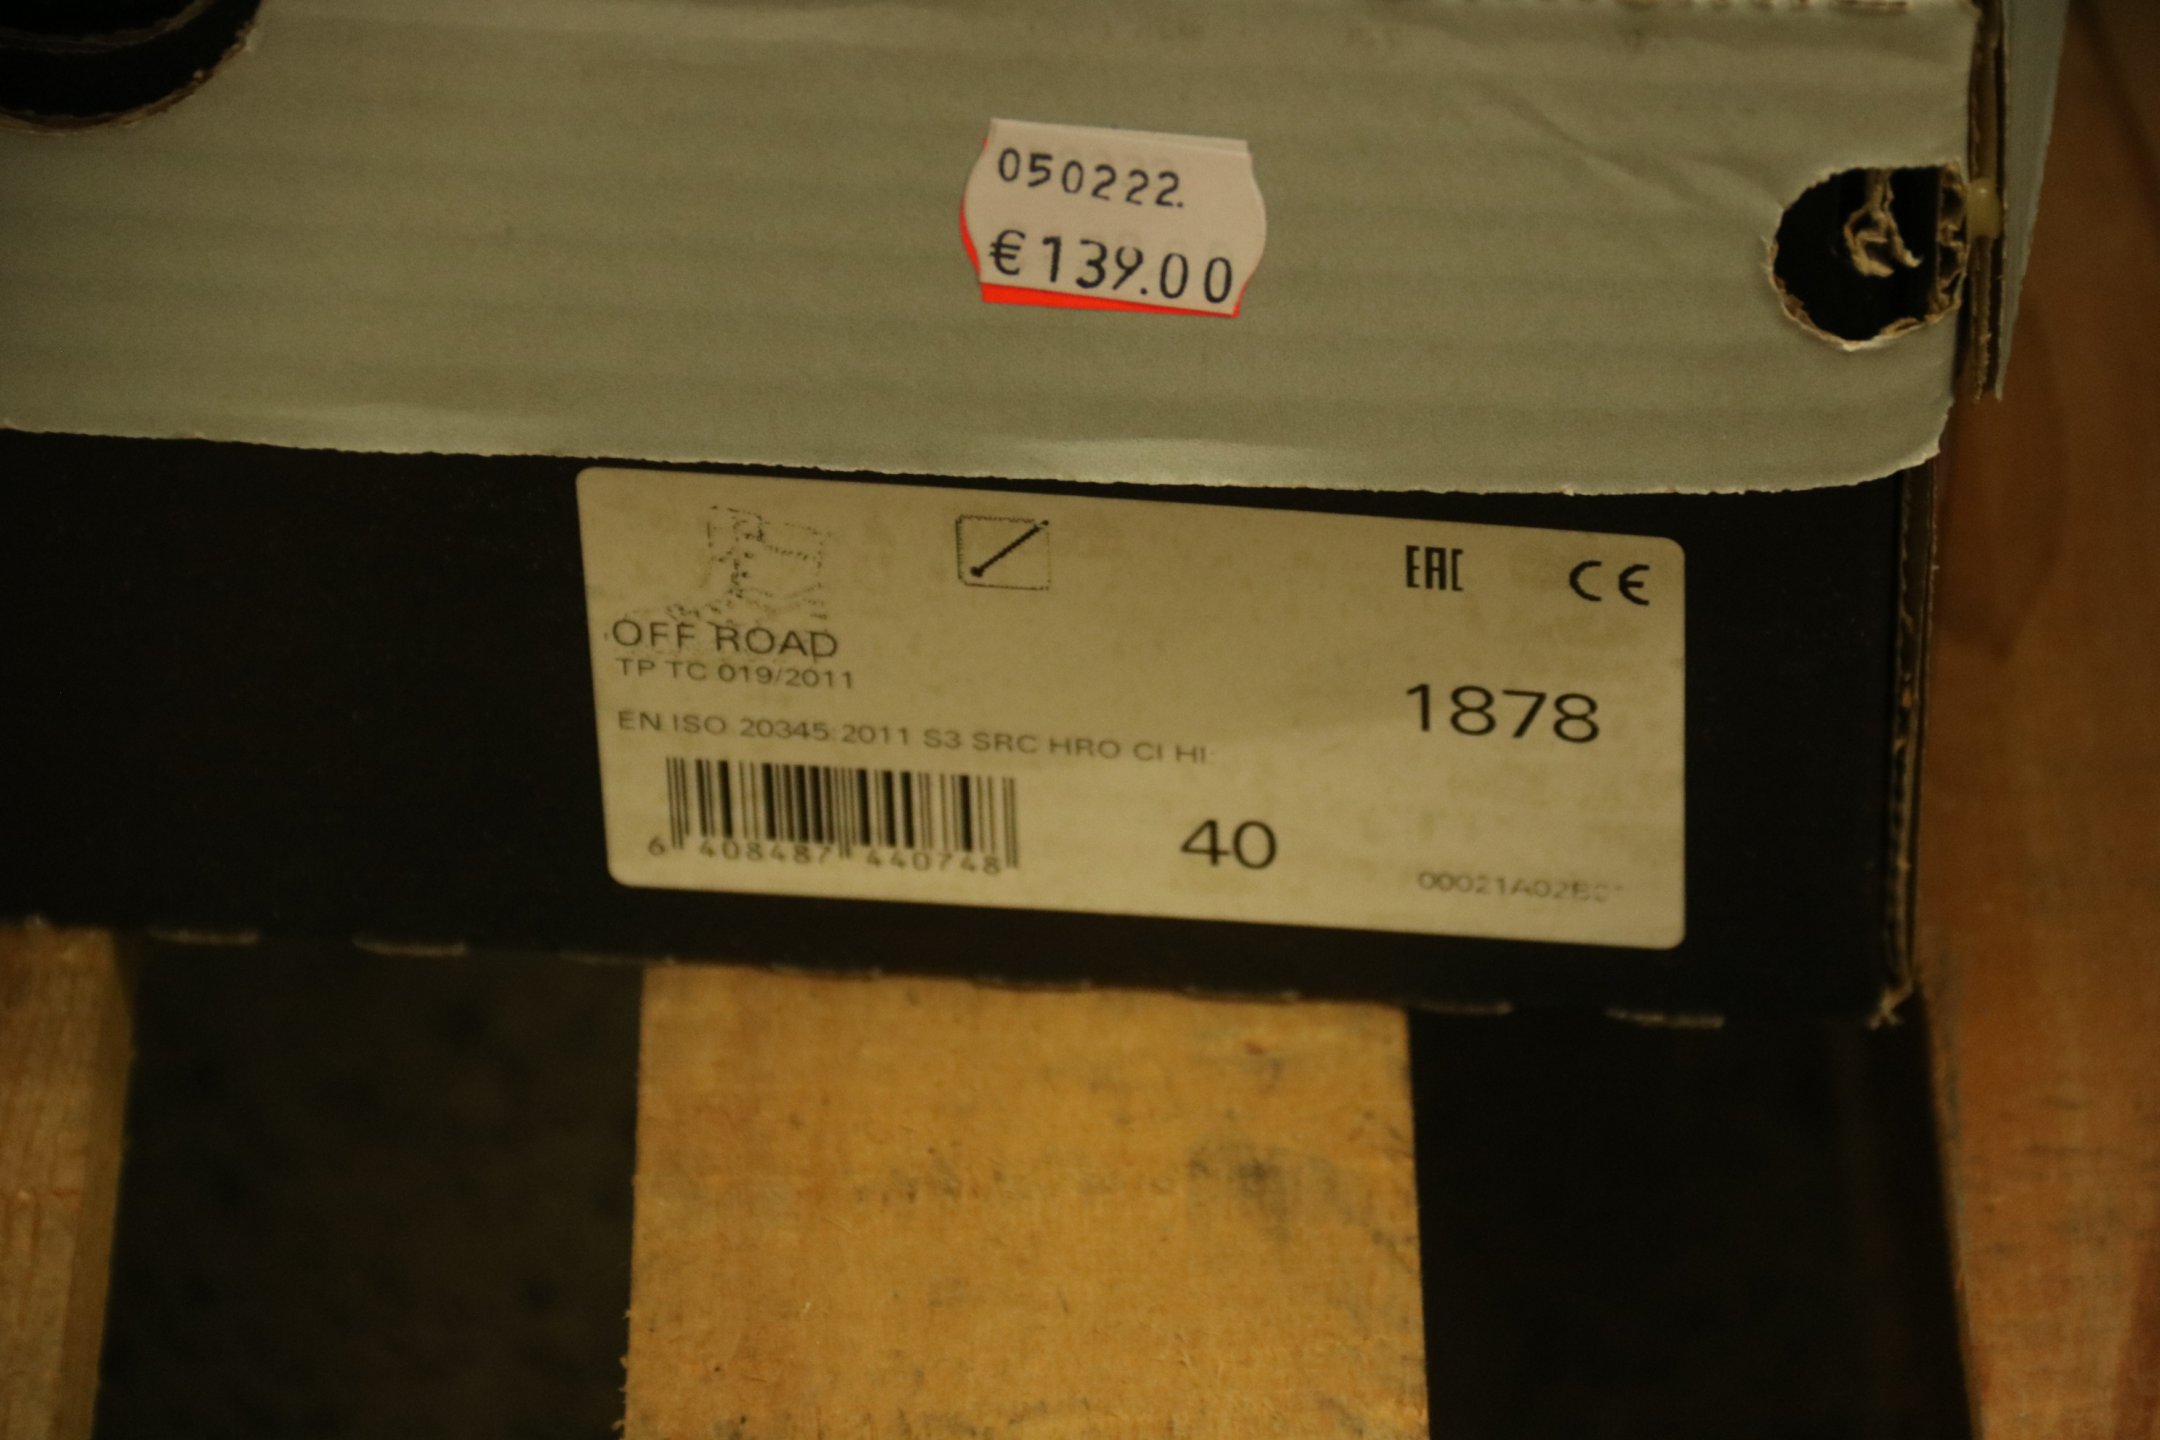 050222.
€139.00
EAC CE
OFF ROAD
TP TC 019/2011
1878
EN ISO 20345:2011 S3 SRC HRO CI HI
6 408487 440748
40